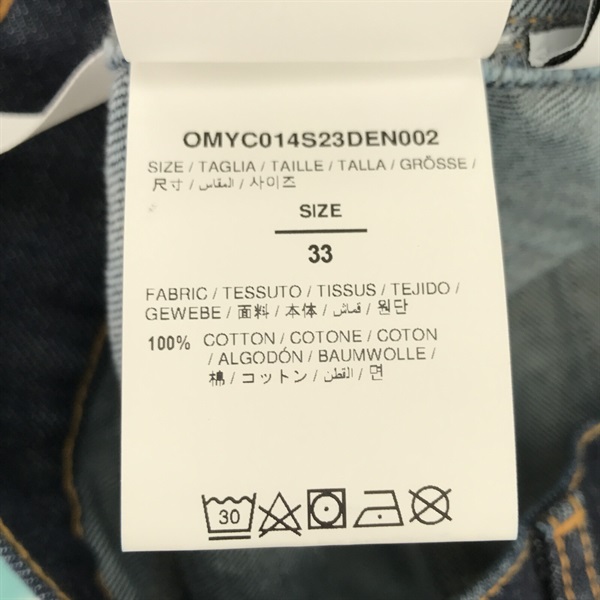 OMYC014S23DEN002
SIZE / TAGLIA / TAILLE / TALLA / GRÖSSE /
尺寸 / المقاس / 사이즈
SIZE
33
FABRIC / TESSUTO / TISSUS / TEJIDO /
GEWEBE / 面料 / 本体 / قماش / 원단
100% COTTON / COTONE / COTON
/ ALGODÓN / BAUMWOLLE /
棉 / コットン / القطن / 면
30